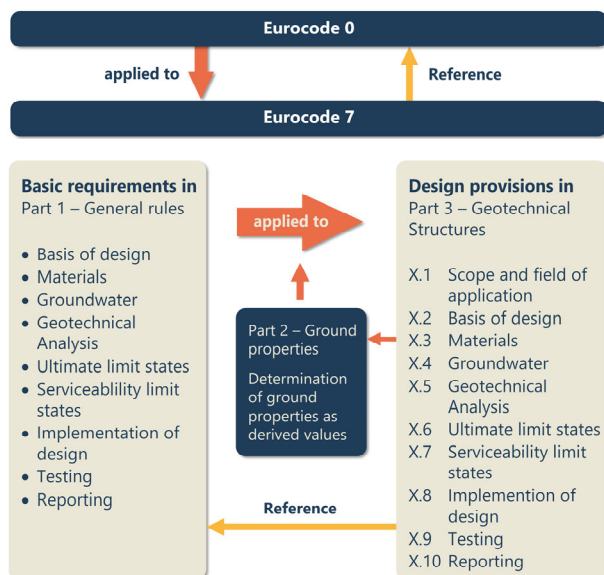 Eurocode 0
applied to
Reference
Eurocode 7
Basic requirements in
Part 1 – General rules
• Basis of design
• Materials
• Groundwater
• Geotechnical
Analysis
• Ultimate limit states
• Serviceablility limit
states
• Implementation of
design
• Testing
• Reporting
applied to
Part 2 – Ground
properties
Determination
of ground
properties as
derived values
Design provisions in
Part 3 – Geotechnical
Structures
X.1 Scope and field of
application
X.2 Basis of design
X.3 Materials
X.4 Groundwater
X.5 Geotechnical
Analysis
X.6 Ultimate limit states
X.7 Serviceability limit
states
X.8 Implemention of
design
X.9 Testing
X.10 Reporting
Reference